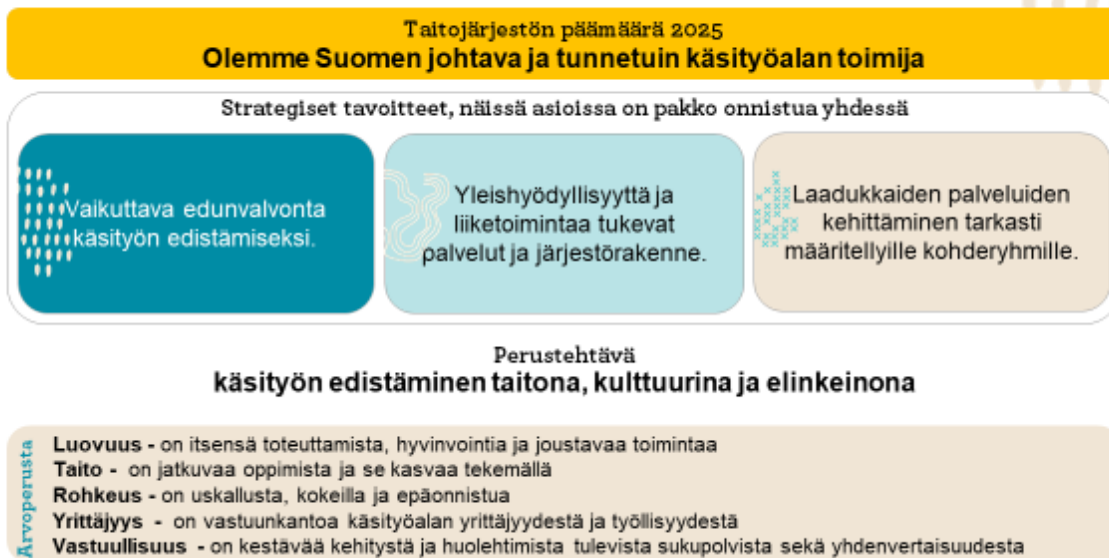 Taitojärjestön päämäärä 2025
Olemme Suomen johtava ja tunnetuin käsityöalan toimija
Strategiset tavoitteet, näissä asioissa on pakko onnistua yhdessä
Vaikuttava edunvalvonta
käsityön edistämiseksi.
Yleishyödyllisyyttä ja
liiketoimintaa tukevat
palvelut ja järjestörakenne.
Laadukkaiden palveluiden
kehittäminen tarkasti
määritellyille kohderyhmille.
Perustehtävä
käsityön edistäminen taitona, kulttuurina ja elinkeinona
Arvoperusta
Luovuus - on itsensä toteuttamista, hyvinvointia ja joustavaa toimintaa
Taito - on jatkuvaa oppimista ja se kasvaa tekemällä
Rohkeus - on uskallusta, kokeilla ja epäonnistua
Yrittäjyys - on vastuunkantoa käsityöalan yrittäjyydestä ja työllisyydestä
Vastuullisuus - on kestävää kehitystä ja huolehtimista tulevista sukupolvista sekä yhdenvertaisuudesta